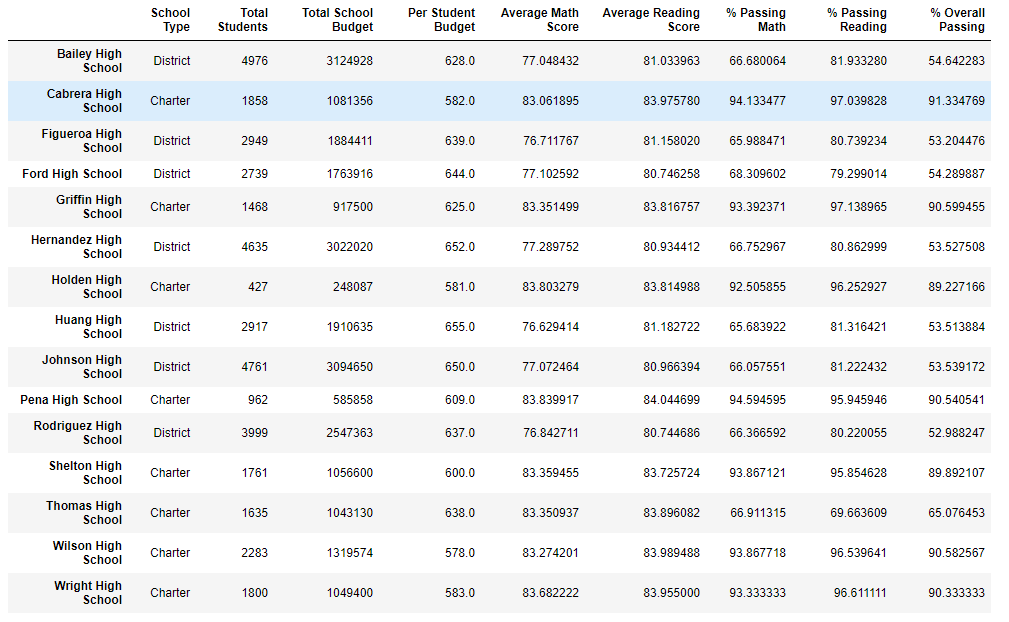 School Type Total Students Total School Budget Per Student Budget Average Math Score Average Reading Score % Passing Math % Passing Reading % Overall Passing
Bailey High School District 4976 3124928 628.0 77.048432 81.033963 66.680064 81.933280 54.642283
Cabrera High School Charter 1858 1081356 582.0 83.061895 83.975780 94.133477 97.039828 91.334769
Figueroa High School District 2949 1884411 639.0 76.711767 81.158020 65.988471 80.739234 53.204476
Ford High School District 2739 1763916 644.0 77.102592 80.746258 68.309602 79.299014 54.289887
Griffin High School Charter 1468 917500 625.0 83.351499 83.816757 93.392371 97.138965 90.599455
Hernandez High School District 4635 3022020 652.0 77.289752 80.934412 66.752967 80.862999 53.527508
Holden High School Charter 427 248087 581.0 83.803279 83.814988 92.505855 96.252927 89.227166
Huang High School District 2917 1910635 655.0 76.629414 81.182722 65.683922 81.316421 53.513884
Johnson High School District 4761 3094650 650.0 77.072464 80.966394 66.057551 81.222432 53.539172
Pena High School Charter 962 585858 609.0 83.839917 84.044699 94.594595 95.945946 90.540541
Rodriguez High School District 3999 2547363 637.0 76.842711 80.744686 66.366592 80.220055 52.988247
Shelton High School Charter 1761 1056600 600.0 83.359455 83.725724 93.867121 95.854628 89.892107
Thomas High School Charter 1635 1043130 638.0 83.350937 83.896082 66.911315 69.663609 65.076453
Wilson High School Charter 2283 1319574 578.0 83.274201 83.989488 93.867718 96.539641 90.582567
Wright High School Charter 1800 1049400 583.0 83.682222 83.955000 93.333333 96.611111 90.333333